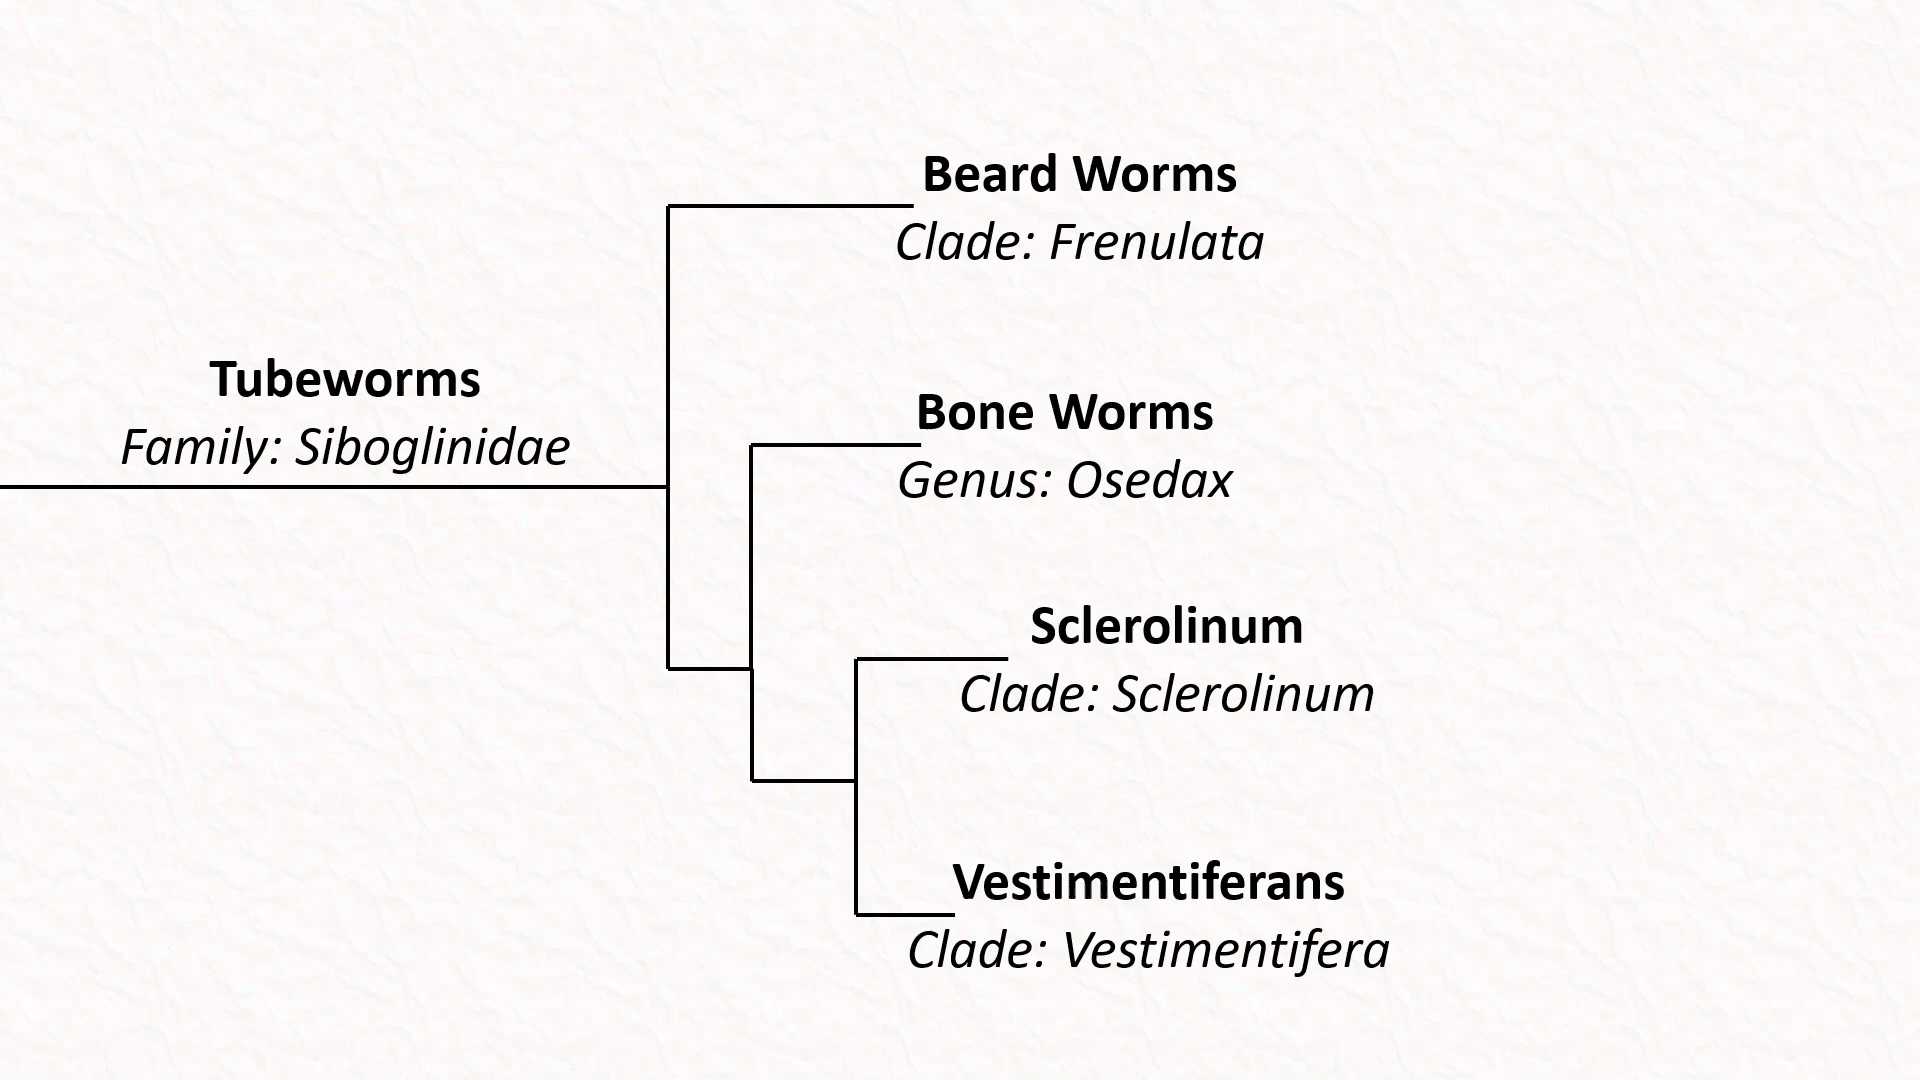 Beard Worms
Clade: Frenulata
Tubeworms
Family: Siboglinidae
Bone Worms
Genus: Osedax
Sclerolinum
Clade: Sclerolinum
Vestimentiferans
Clade: Vestimentifera